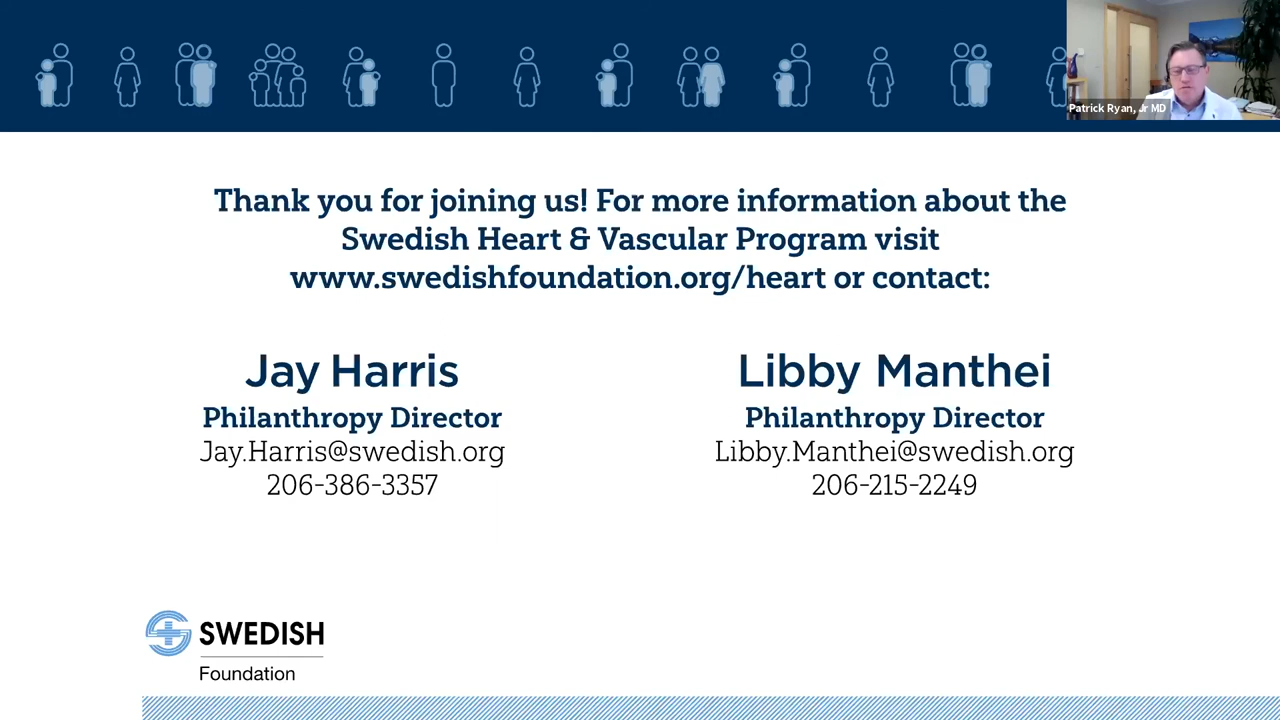 Patrick Ryan, Jr MD
Thank you for joining us! For more information about the
Swedish Heart & Vascular Program visit
www.swedishfoundation.org/heart or contact:
Jay Harris
Philanthropy Director
Jay.Harris@swedish.org
206-386-3357
Libby Manthei
Philanthropy Director
Libby.Manthei@swedish.org
206-215-2249
SWEDISH
Foundation